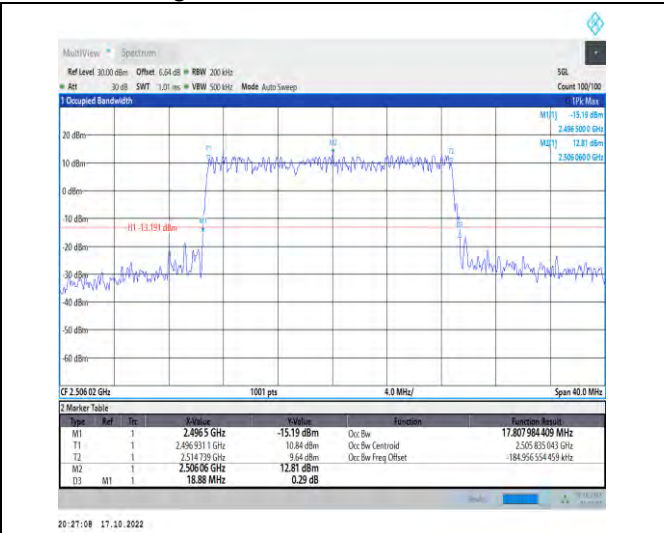 MultiView Spectrum
Ref Level 30.00 dBm Offset 6.64 dB RBW 200 kHz SGL
Att 30 dB SWT 1.01 ms VBW 500 kHz Mode Auto Sweep Count 100/100
1 Occupied Bandwidth 1Pk Max
M1[1] -15.19 dBm
2.496 500 0 GHz
M2[1] 12.81 dBm
2.506 060 0 GHz
20 dBm
10 dBm
0 dBm
-10 dBm
H1 -13.191 dBm
-20 dBm
-30 dBm
-40 dBm
-50 dBm
-60 dBm
T1
M2
T2
M1
CF 2.506 02 GHz 1001 pts 4.0 MHz/ Span 40.0 MHz
2 Marker Table
Type Ref Trc X-Value Y-Value Function Function Result
M1 1 2.496 5 GHz -15.19 dBm Occ Bw 17.807 984 409 MHz
T1 1 2.496 931 1 GHz 10.84 dBm Occ Bw Centroid 2.505 835 043 GHz
T2 1 2.514 739 GHz 9.64 dBm Occ Bw Freq Offset -184.956 554 459 kHz
M2 1 2.506 06 GHz 12.81 dBm
D3 M1 1 18.88 MHz 0.29 dB
20:27:08 17.10.2022